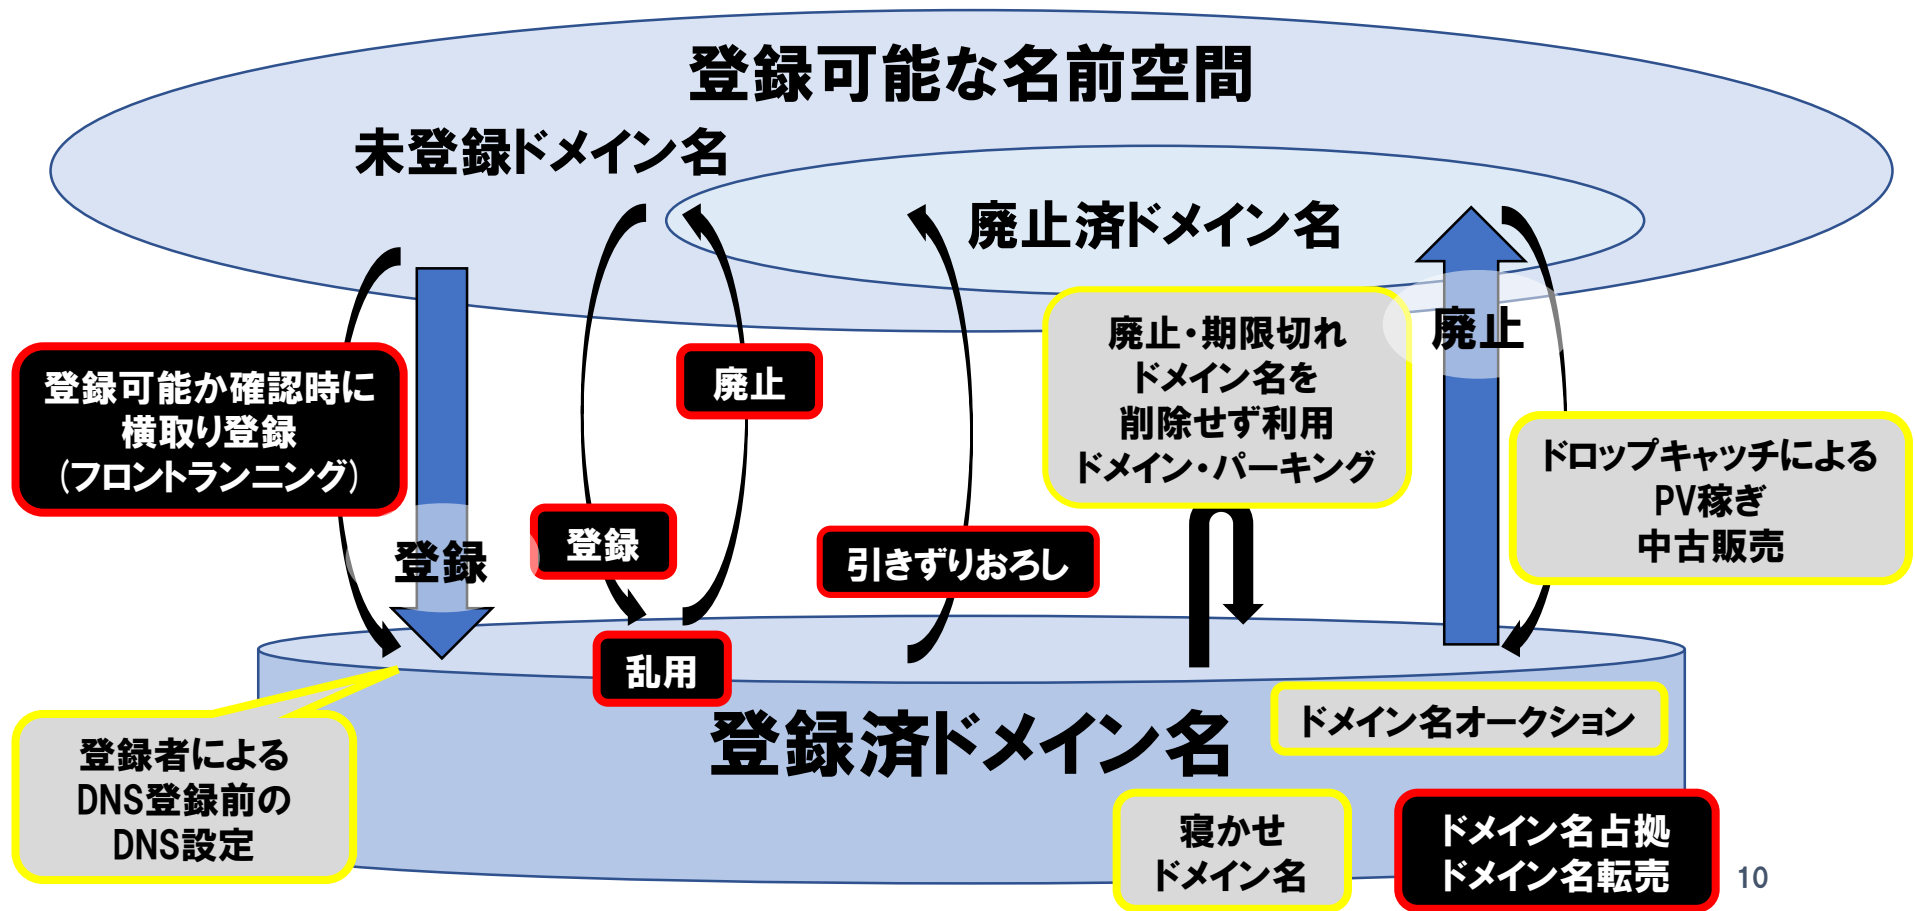 登録可能な名前空間
未登録ドメイン名
廃止済ドメイン名
登録可能か確認時に
横取り登録
(フロントランニング)
登録
登録
廃止
乱用
引きずりおろし
廃止・期限切れ
ドメイン名を
削除せず利用
ドメイン・パーキング
廃止
ドロップキャッチによる
PV稼ぎ
中古販売
登録者による
DNS登録前の
DNS設定
登録済ドメイン名
ドメイン名オークション
寝かせ
ドメイン名
ドメイン名占拠
ドメイン名転売
10